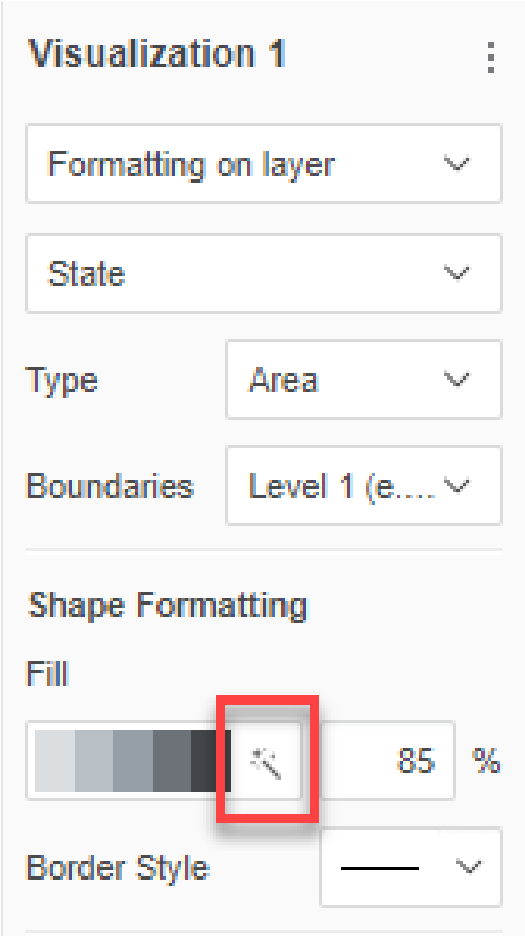 Visualization 1
Formatting on layer
State
Type Area
Boundaries Level 1 (e....
Shape Formatting
Fill
85 %
Border Style